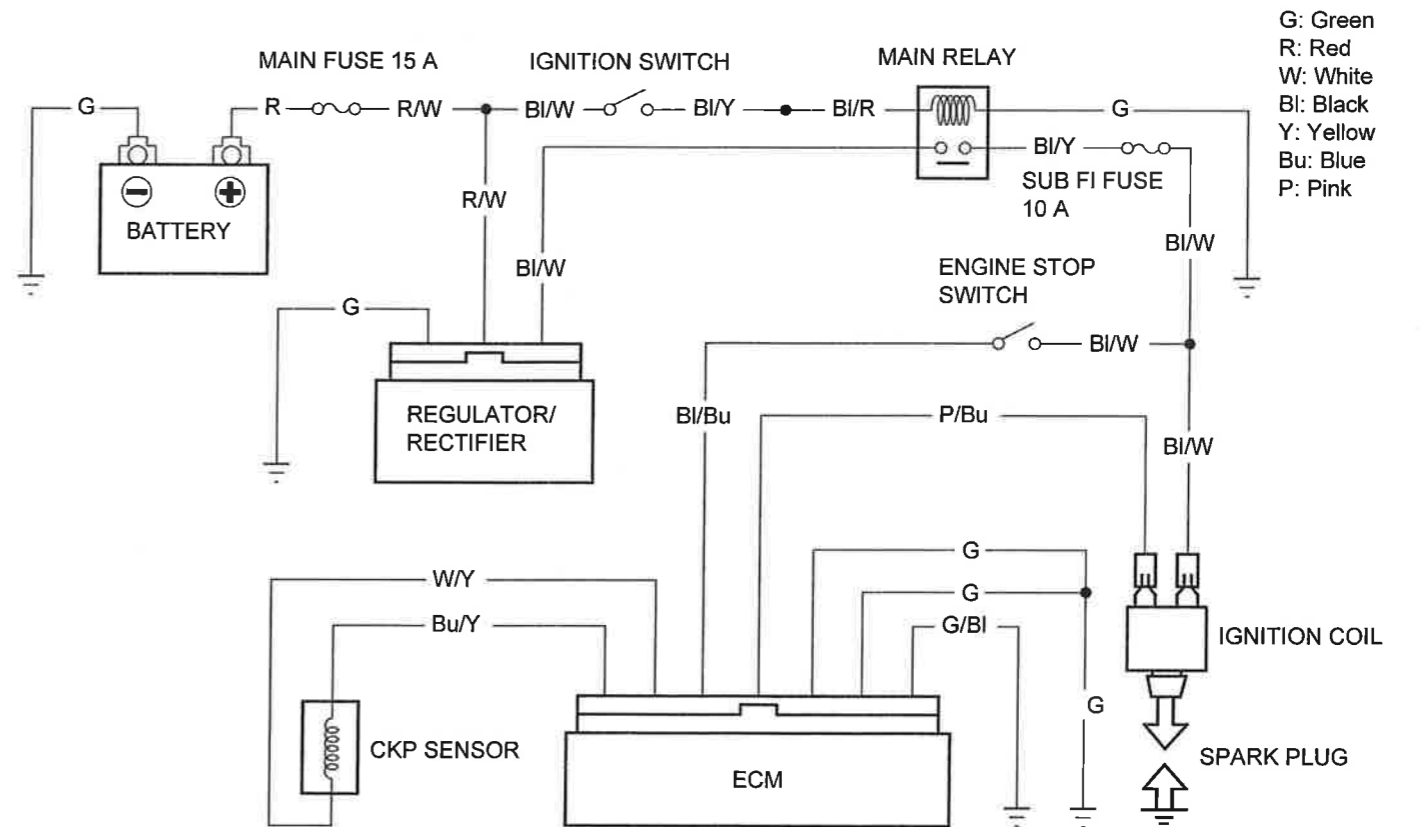 G: Green
R: Red
W: White
Bl: Black
Y: Yellow
Bu: Blue
P: Pink
MAIN FUSE 15 A
IGNITION SWITCH
MAIN RELAY
G
R
R/W
Bl/W
Bl/Y
Bl/R
G
Bl/Y
SUB FI FUSE
10 A
BATTERY
R/W
Bl/W
Bl/W
ENGINE STOP
SWITCH
G
Bl/W
REGULATOR/
RECTIFIER
Bl/Bu
P/Bu
Bl/W
G
W/Y
G
Bu/Y
G/Bl
IGNITION COIL
G
CKP SENSOR
SPARK PLUG
ECM